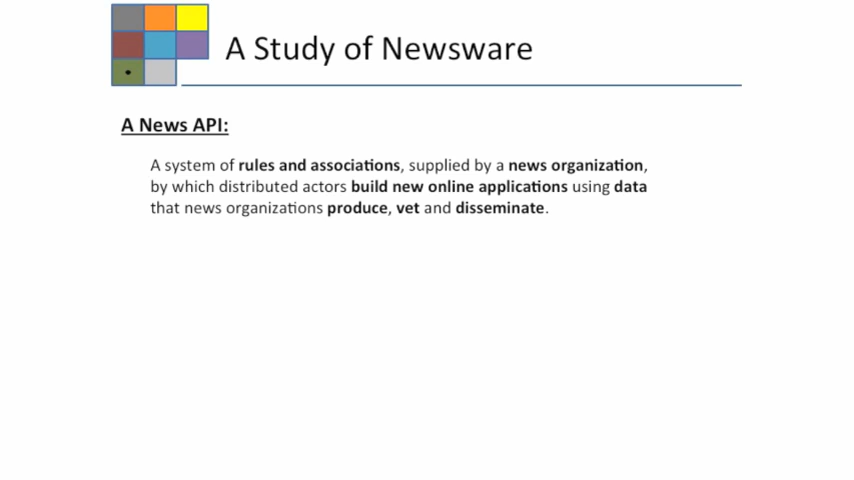 A Study of Newsware
A News API:
A system of rules and associations, supplied by a news organization,
by which distributed actors build new online applications using data
that news organizations produce, vet and disseminate.